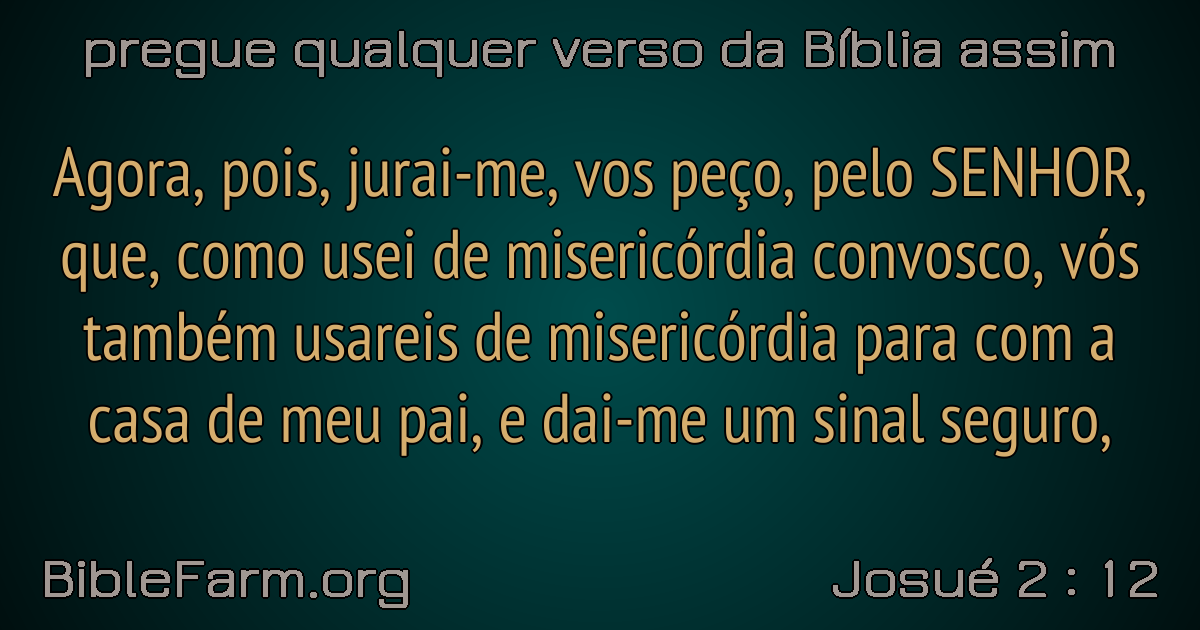 pregue qualquer verso da Bíblia assim
Agora, pois, jurai-me, vos peço, pelo SENHOR,
que, como usei de misericórdia convosco, vós
também usareis de misericórdia para com a
casa de meu pai, e dai-me um sinal seguro,
BibleFarm.org
Josué 2 : 12